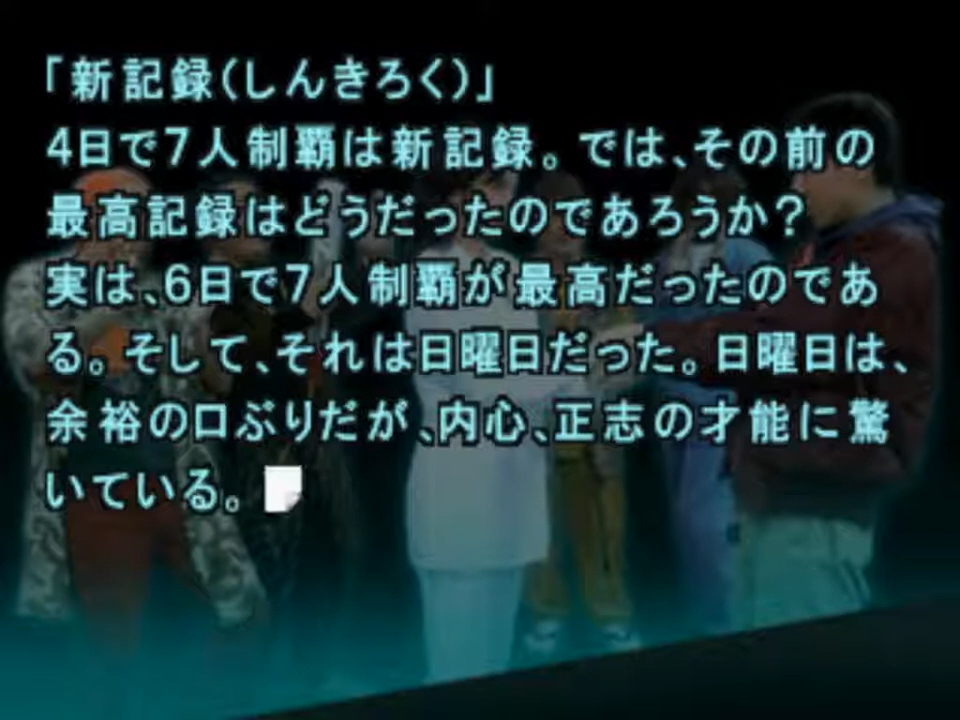 「新記録（しんきろく）」
4日で7人制覇は新記録。では、その前の
最高記録はどうだったのであろうか？
実は、6日で7人制覇が最高だったのであ
る。そして、それは日曜日だった。日曜日は、
余裕の口ぶりだが、内心、正志の才能に驚
いている。